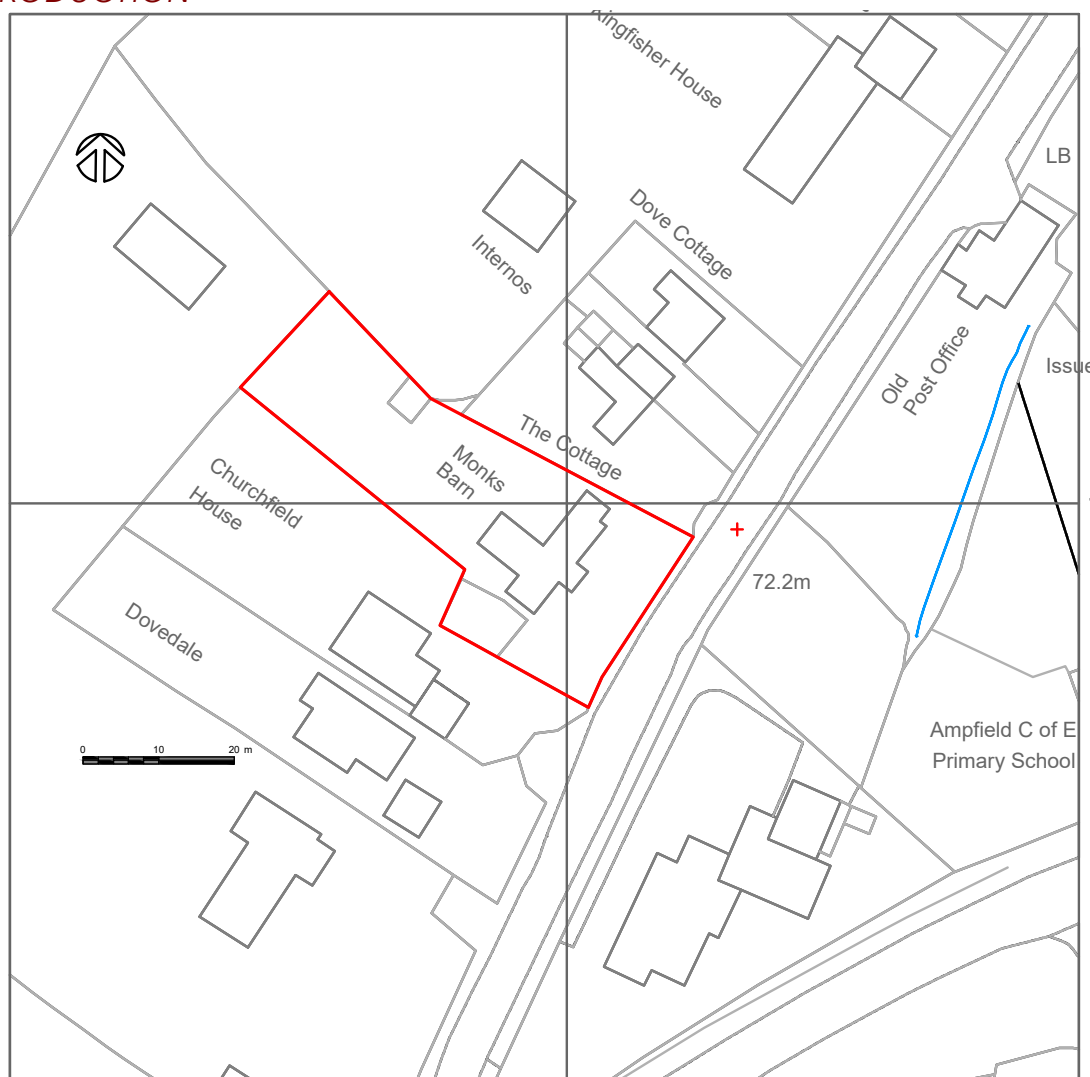 Kingfisher House
LB
Dove Cottage
Internos
Old
Post Office
The Cottage
Monks
Barn
Churchfield
House
72.2m
Dovedale
Ampfield C of E
Primary School
0 10 20 m